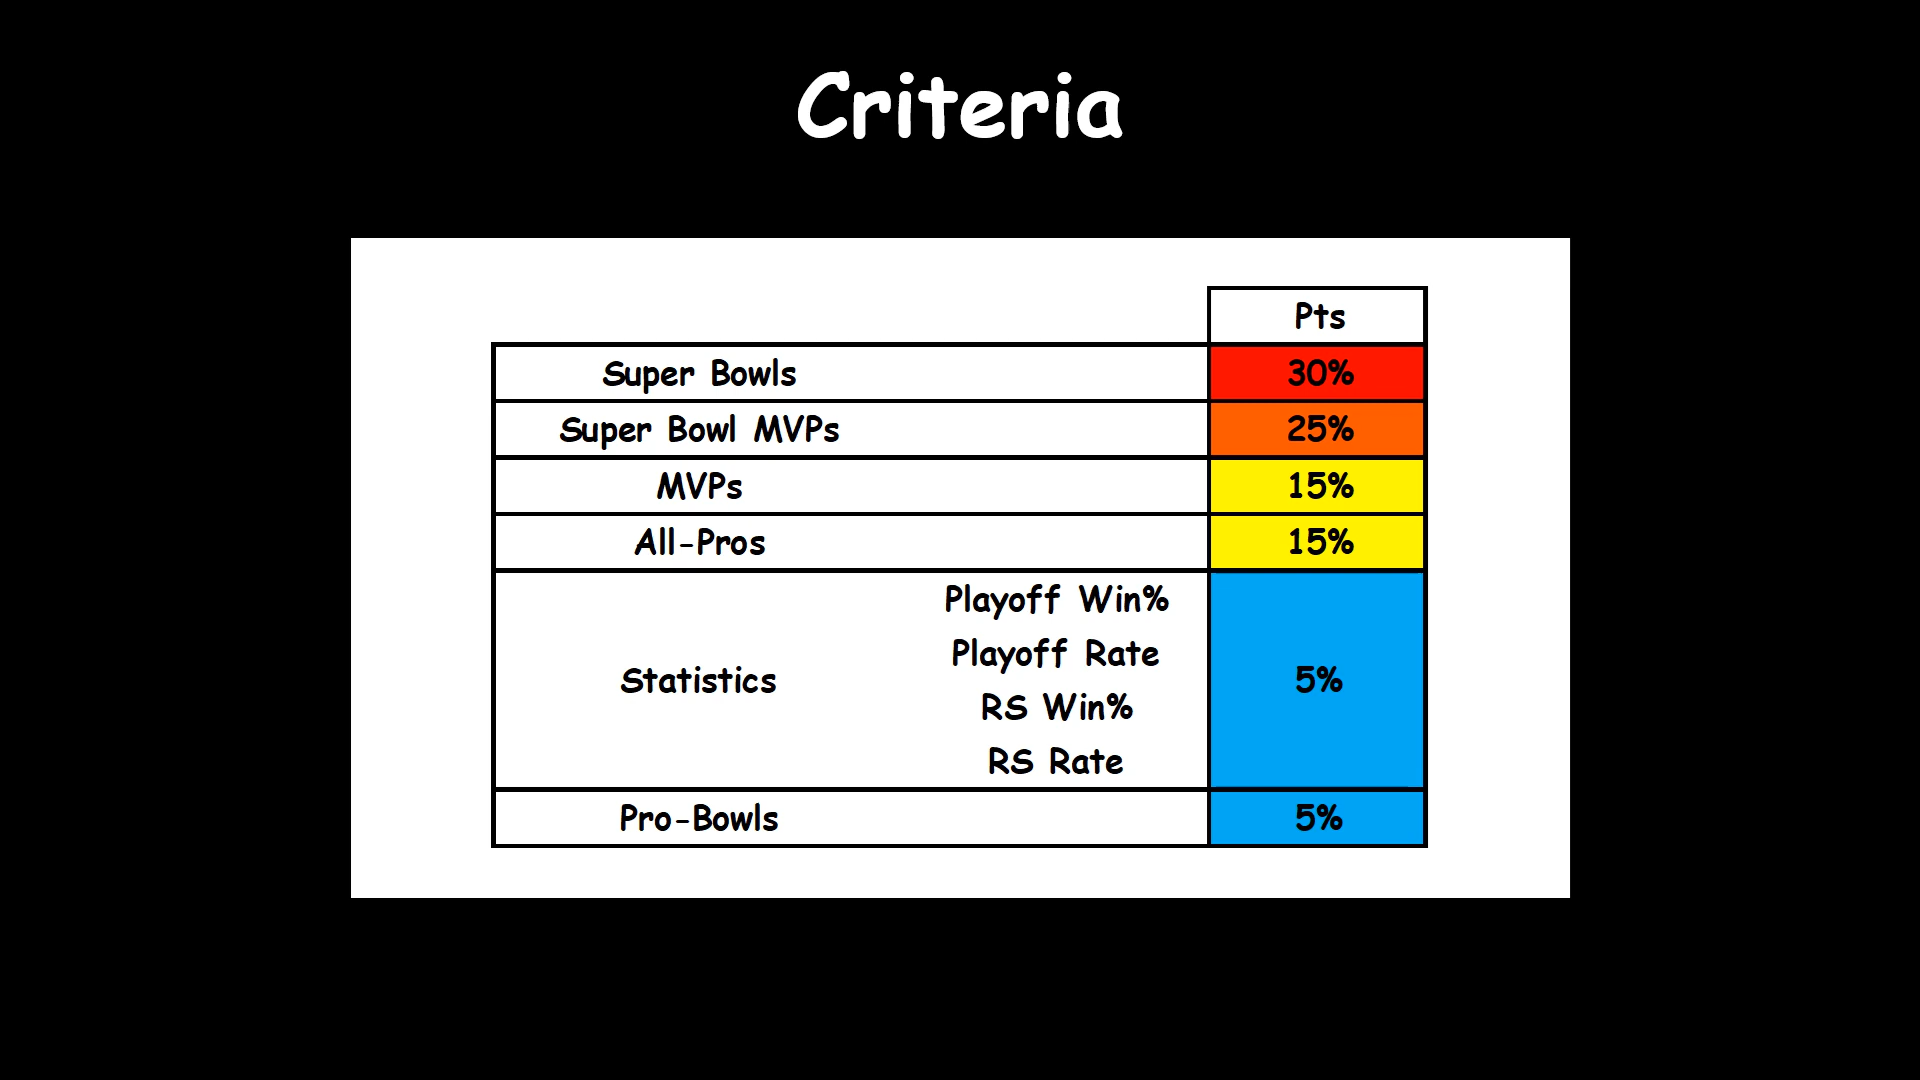 Criteria
Pts
Super Bowls 30%
Super Bowl MVPs 25%
MVPs 15%
All-Pros 15%
Playoff Win%
Playoff Rate
Statistics 5%
RS Win%
RS Rate
Pro-Bowls 5%